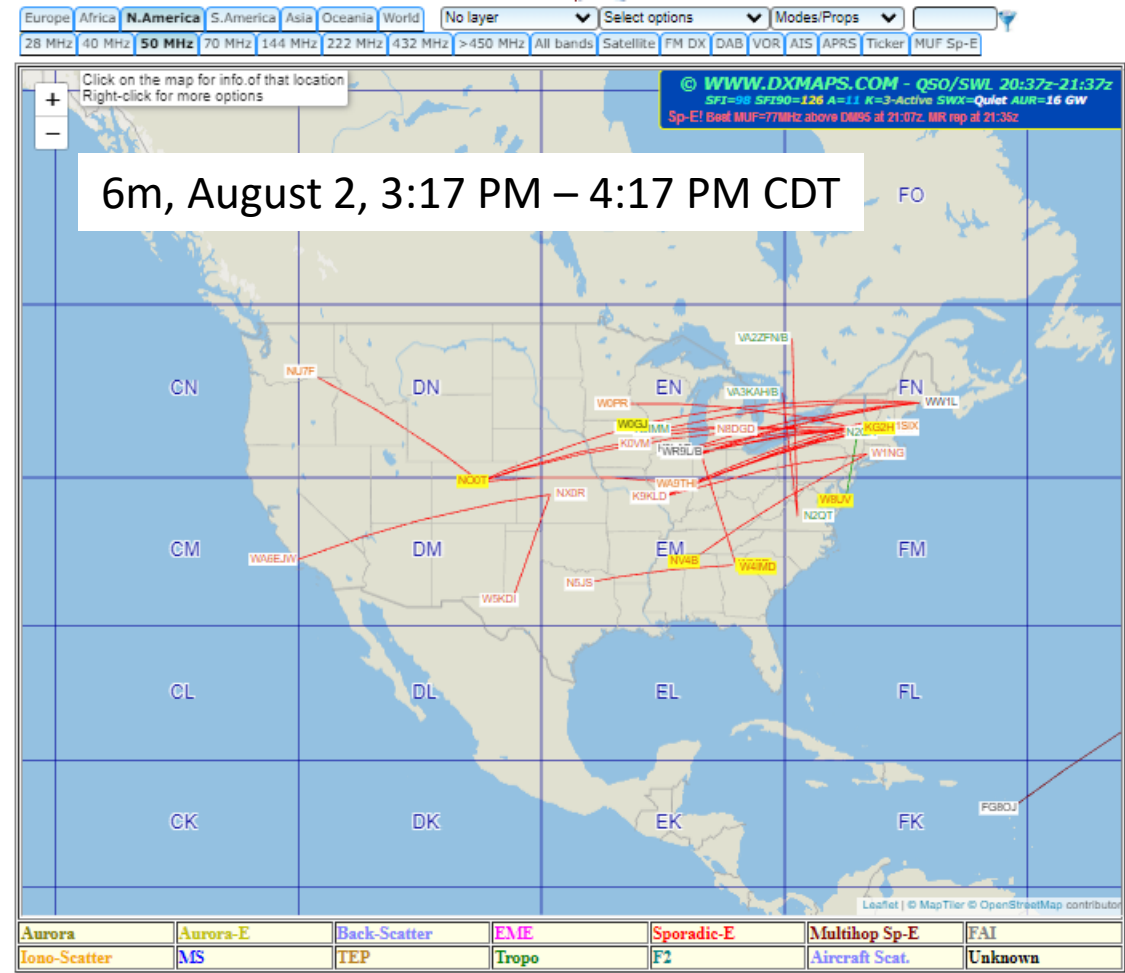 Europe Africa N.America S.America Asia Oceania World No layer Select options Modes/Props
28 MHz 40 MHz 50 MHz 70 MHz 144 MHz 222 MHz 432 MHz >450 MHz All bands Satellite FM DX DAB VOR AIS APRS Ticker MUF Sp-E
+
−
Click on the map for info.of that location
Right-click for more options
© WWW.DXMAPS.COM - QSO/SWL 20:37z-21:37z
SFI=98 SFI90=126 A=11 K=3-Active SWX=Quiet AUR=16 GW
Sp-E! Best MUF=77MHz above DM95 at 21:07z. MR rep at 21:35z
6m, August 2, 3:17 PM – 4:17 PM CDT
FO
VA2ZFN/B
NU7F
CN DN EN FN
VA3KAH/B
W0PR
WW1L
W0GJ
N8DGD
KG2H
1SIX
K0VM
WR9L/B
W1NG
NO0T
WA9THI
NX0R
K9KLD
W8UV
N2QT
CM DM EM FM
WA6EJW
NV4B
W4IMD
N5JS
W5KDI
CL DL EL FL
FG8OJ
CK DK EK FK
Leaflet | © MapTiler © OpenStreetMap contributor
Aurora Aurora-E Back-Scatter EME Sporadic-E Multihop Sp-E FAI
Iono-Scatter MS TEP Tropo F2 Aircraft Scat. Unknown